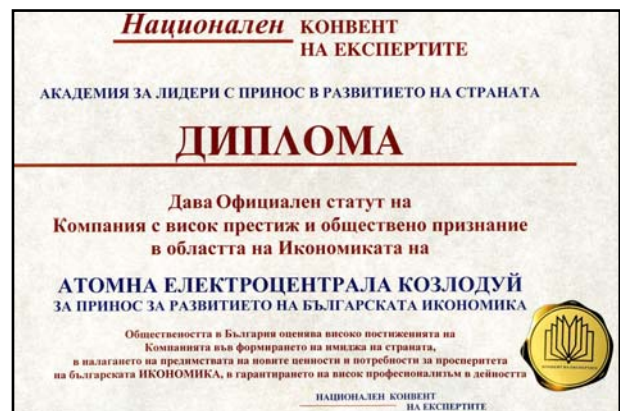 Национален КОНВЕНТ
НА ЕКСПЕРТИТЕ
АКАДЕМИЯ ЗА ЛИДЕРИ С ПРИНОС В РАЗВИТИЕТО НА СТРАНАТА
ДИПЛОМА
Дава Официален статут на
Компания с висок престиж и обществено признание
в областта на Икономиката на
АТОМНА ЕЛЕКТРОЦЕНТРАЛА КОЗЛОДУЙ
ЗА ПРИНОС ЗА РАЗВИТИЕТО НА БЪЛГАРСКАТА ИКОНОМИКА
Обществеността в България оценява високо постиженията на
Компанията във формирането на имиджа на страната,
в налагането на предимствата на новите ценности и потребности за просперитета
на българската ИКОНОМИКА, в гарантирането на висок професионализъм в дейността
НАЦИОНАЛЕН КОНВЕНТ
НА ЕКСПЕРТИТЕ